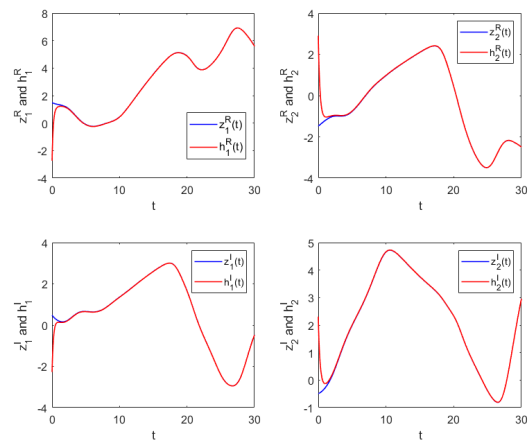 8
6
4
2
0
-2
-4
0
10
20
30
t
z₁ᴿ and h₁ᴿ
z₁ᴿ(t)
h₁ᴿ(t)
4
2
0
-2
-4
0
10
20
30
t
z₂ᴿ and h₂ᴿ
z₂ᴿ(t)
h₂ᴿ(t)
4
2
0
-2
-4
0
10
20
30
t
z₁ᴵ and h₁ᴵ
z₁ᴵ(t)
h₁ᴵ(t)
5
4
3
2
1
0
-1
0
10
20
30
t
z₂ᴵ and h₂ᴵ
z₂ᴵ(t)
h₂ᴵ(t)